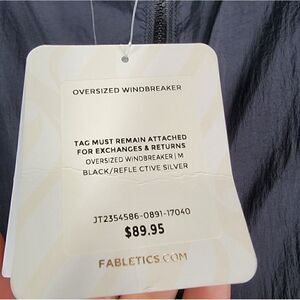 OVERSIZED WINDBREAKER
TAG MUST REMAIN ATTACHED
FOR EXCHANGES & RETURNS
OVERSIZED WINDBREAKER | M
BLACK/REFLE CTIVE SILVER
JT2354586-0891-17040
$89.95
FABLETICS.COM